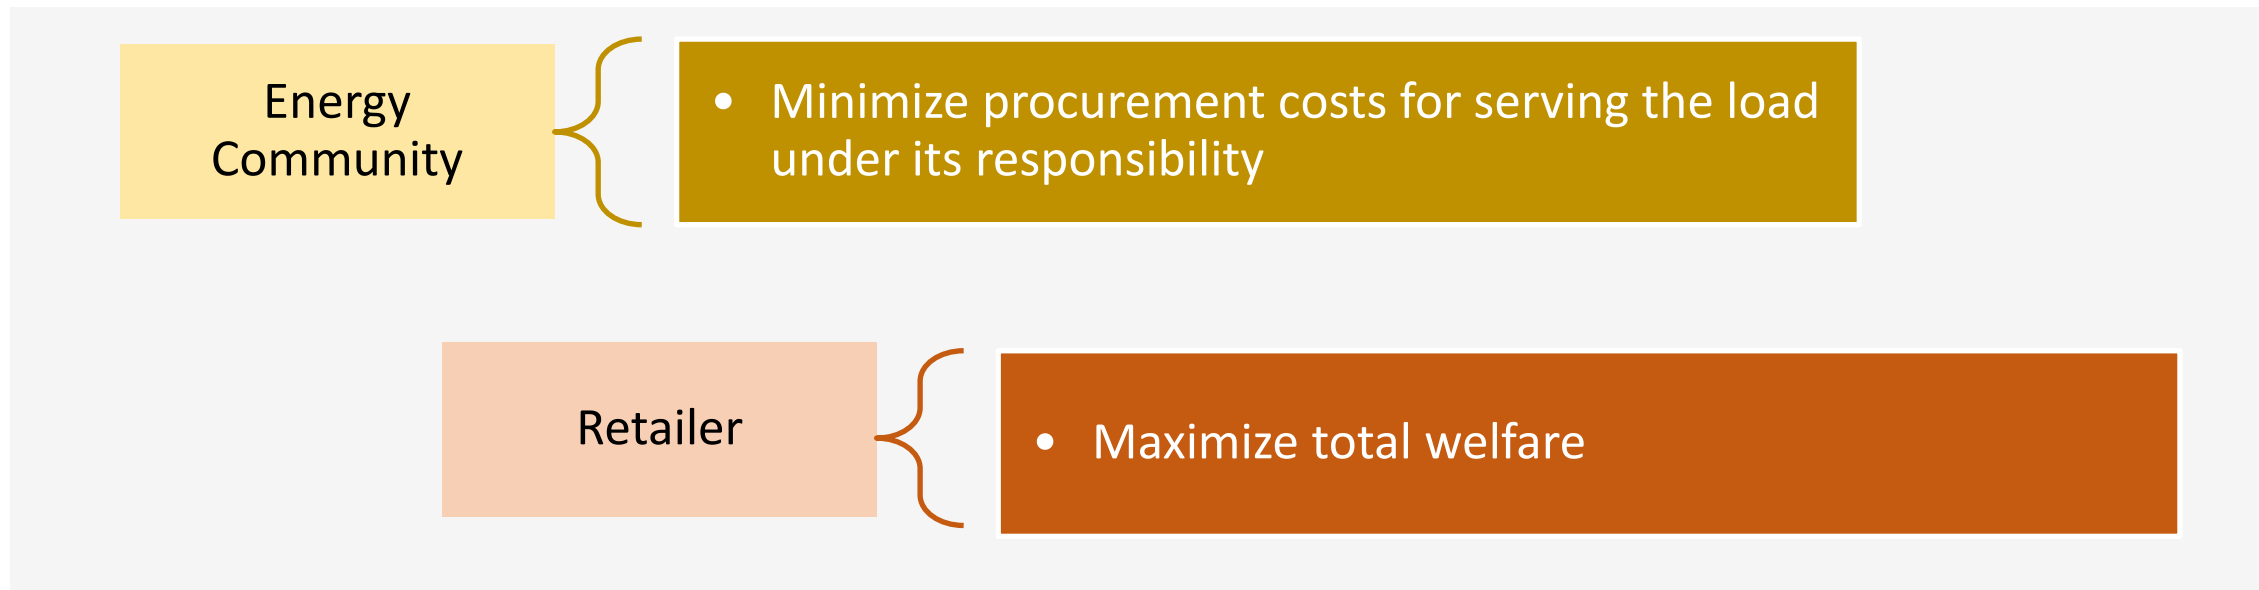 Energy
Community
• Minimize procurement costs for serving the load
under its responsibility
Retailer
• Maximize total welfare